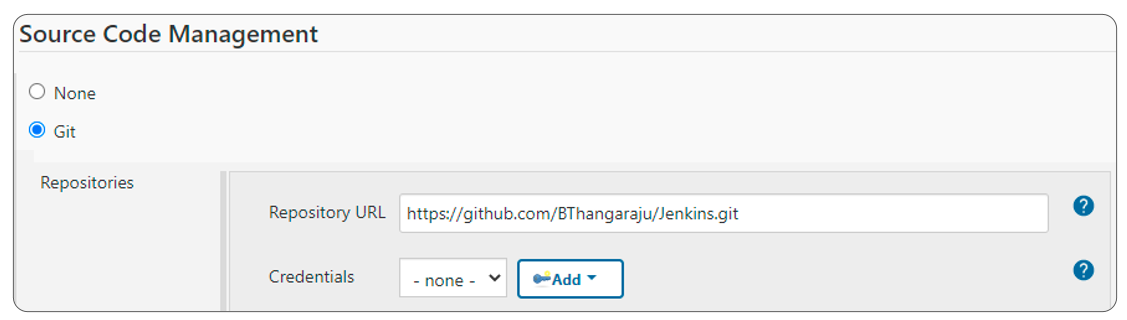 Source Code Management
None
Git
Repositories
Repository URL https://github.com/BThangaraju/Jenkins.git ?
Credentials - none - Add ?